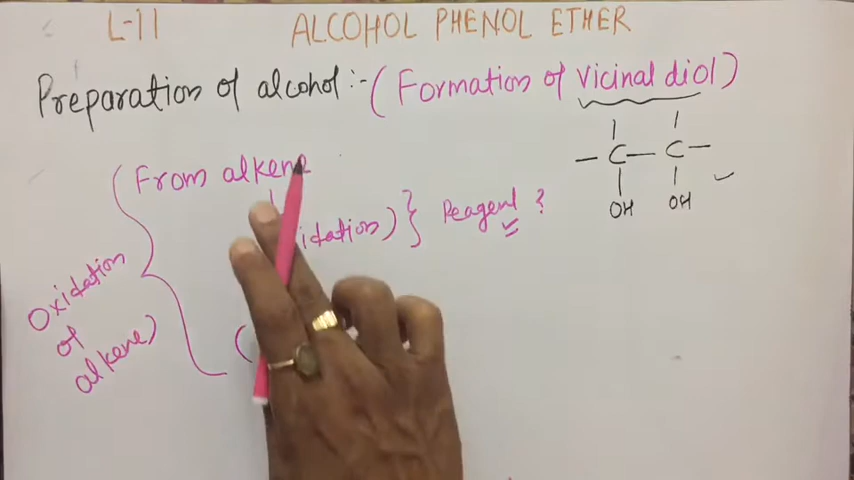 L-11 ALCOHOL PHENOL ETHER
Preparation of alcohol :- (Formation of vicinal diol)
(From alkene
idation) } Reagent ?
- C - C -
OH OH
Oxidation
of
alkene)
(